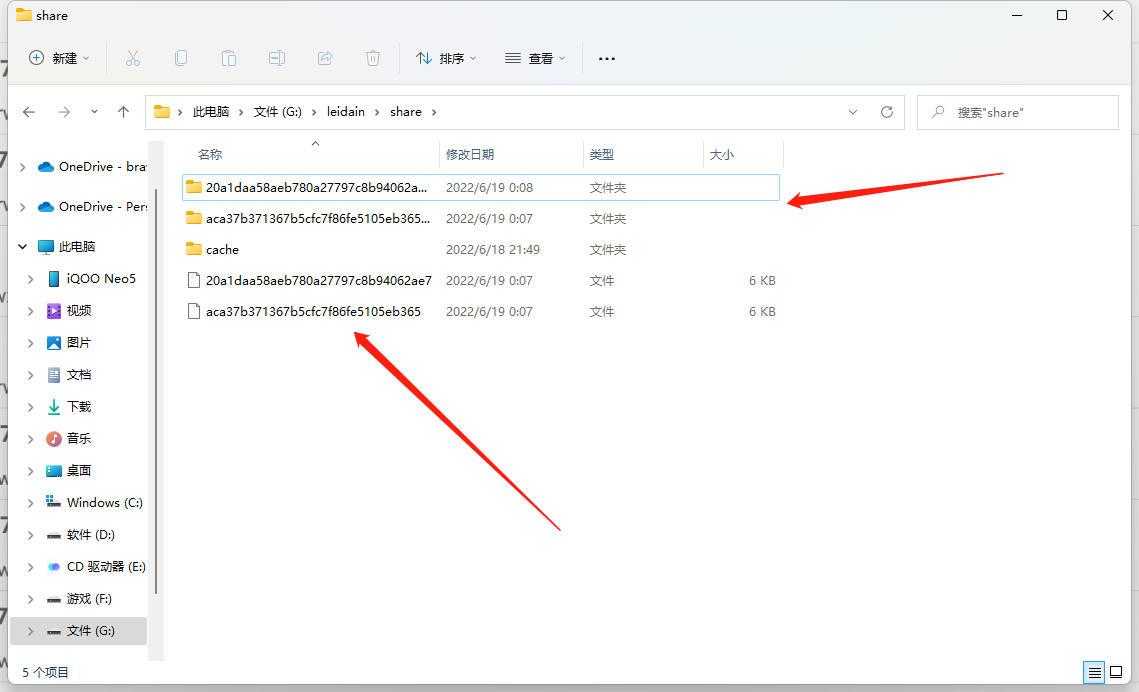 share
新建
排序
查看
此电脑 文件 (G:) leidain share
搜索"share"
名称 修改日期 类型 大小
20a1daa58aeb780a27797c8b94062a... 2022/6/19 0:08 文件夹
aca37b371367b5cfc7f86fe5105eb365... 2022/6/19 0:07 文件夹
cache 2022/6/18 21:49 文件夹
20a1daa58aeb780a27797c8b94062ae7 2022/6/19 0:07 文件 6 KB
aca37b371367b5cfc7f86fe5105eb365 2022/6/19 0:07 文件 6 KB
OneDrive - bra
OneDrive - Pers
此电脑
iQOO Neo5
视频
图片
文档
下载
音乐
桌面
Windows (C:)
软件 (D:)
CD 驱动器 (E:)
游戏 (F:)
文件 (G:)
5 个项目